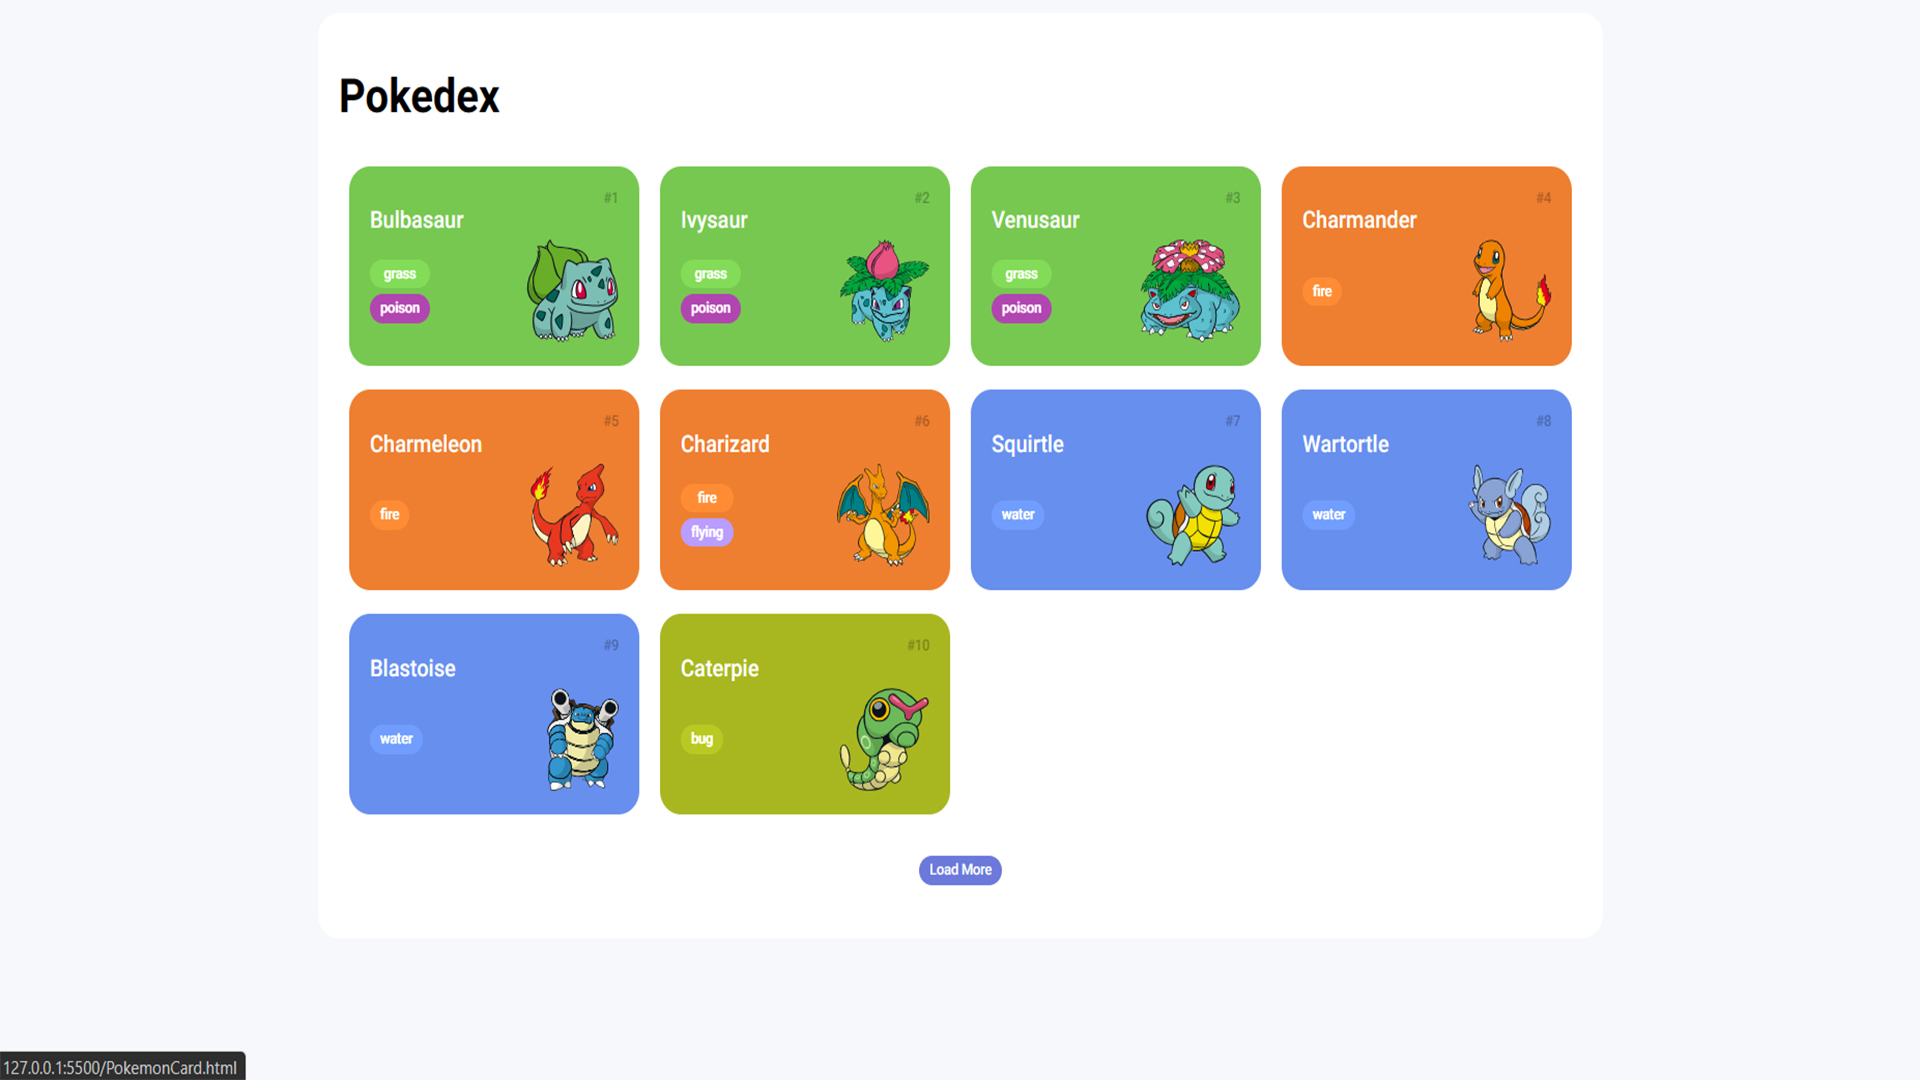 Pokedex
#1
Bulbasaur
grass
poison
#2
Ivysaur
grass
poison
#3
Venusaur
grass
poison
#4
Charmander
fire
#5
Charmeleon
fire
#6
Charizard
fire
flying
#7
Squirtle
water
#8
Wartortle
water
#9
Blastoise
water
#10
Caterpie
bug
Load More
127.0.0.1:5500/PokemonCard.html